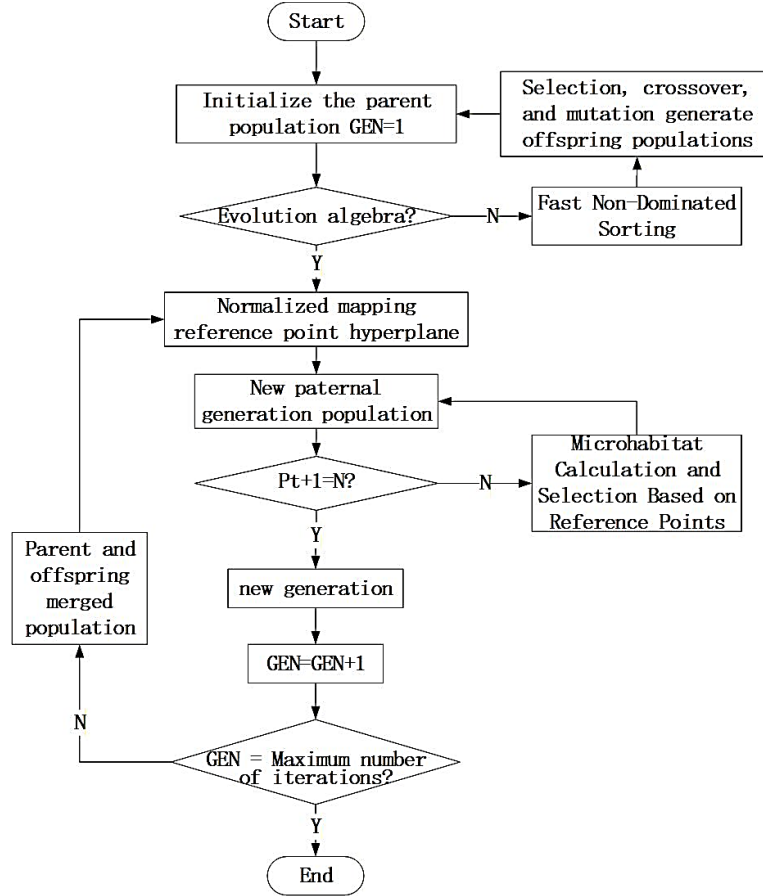 Start
Initialize the parent
population GEN=1
Selection, crossover,
and mutation generate
offspring populations
Evolution algebra?
N
Fast Non-Dominated
Sorting
Y
Normalized mapping
reference point hyperplane
New paternal
generation population
Pt+1=N?
N
Microhabitat
Calculation and
Selection Based on
Reference Points
Y
Parent and
offspring
merged
population
new generation
GEN=GEN+1
N
GEN = Maximum number
of iterations?
Y
End